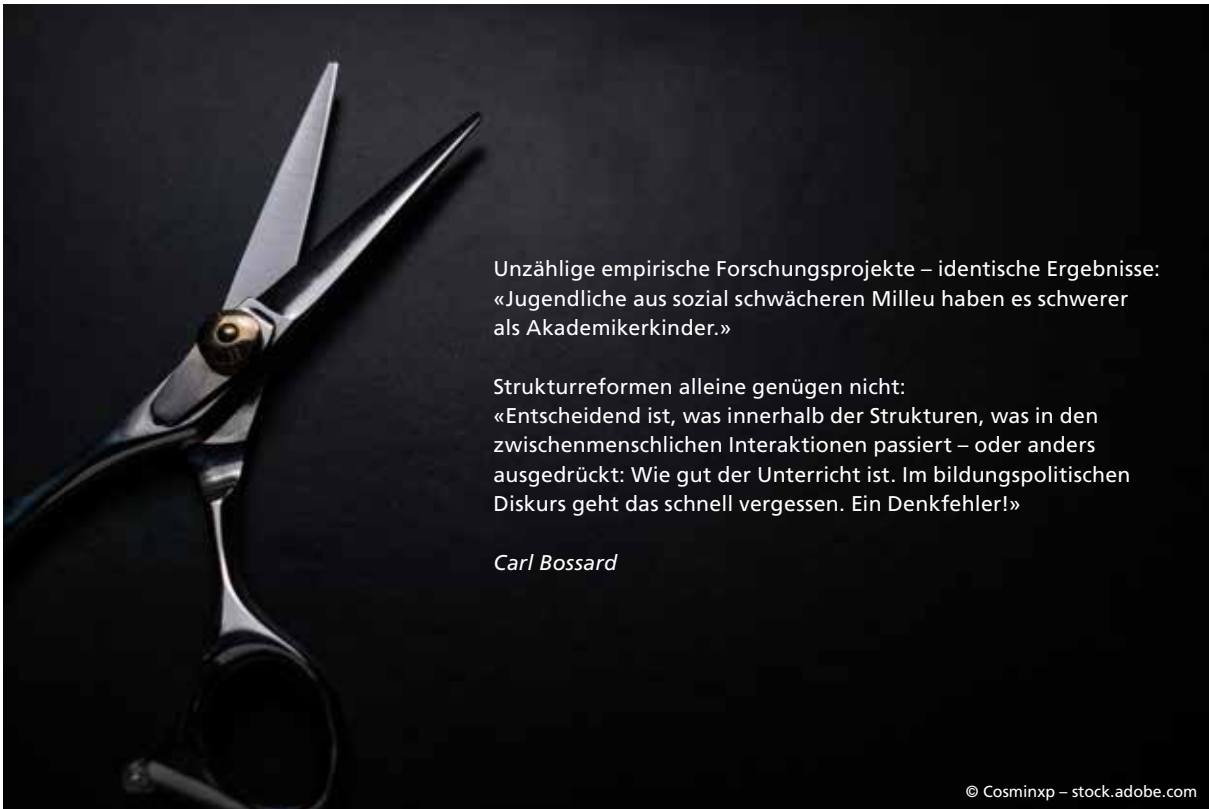 Unzählige empirische Forschungsprojekte – identische Ergebnisse:
«Jugendliche aus sozial schwächeren Milleu haben es schwerer
als Akademikerkinder.»
Strukturreformen alleine genügen nicht:
«Entscheidend ist, was innerhalb der Strukturen, was in den
zwischenmenschlichen Interaktionen passiert – oder anders
ausgedrückt: Wie gut der Unterricht ist. Im bildungspolitischen
Diskurs geht das schnell vergessen. Ein Denkfehler!»
Carl Bossard
© Cosminxp – stock.adobe.com